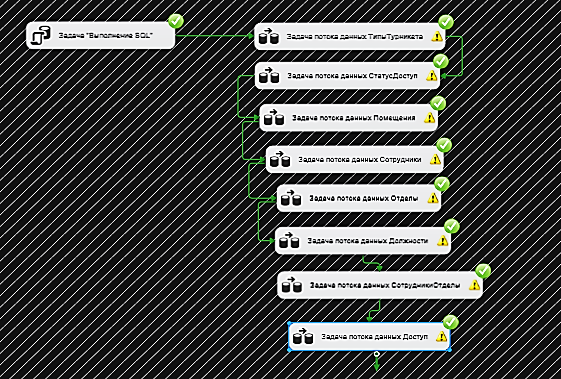 Задача "Выполнение SQL"
Задача потока данных ТипыТурникета
Задача потока данных СтатусДоступ
Задача потока данных Помещения
Задача потока данных Сотрудники
Задача потока данных Отделы
Задача потока данных Должности
Задача потока данных СотрудникиОтделы
Задача потока данных Доступ